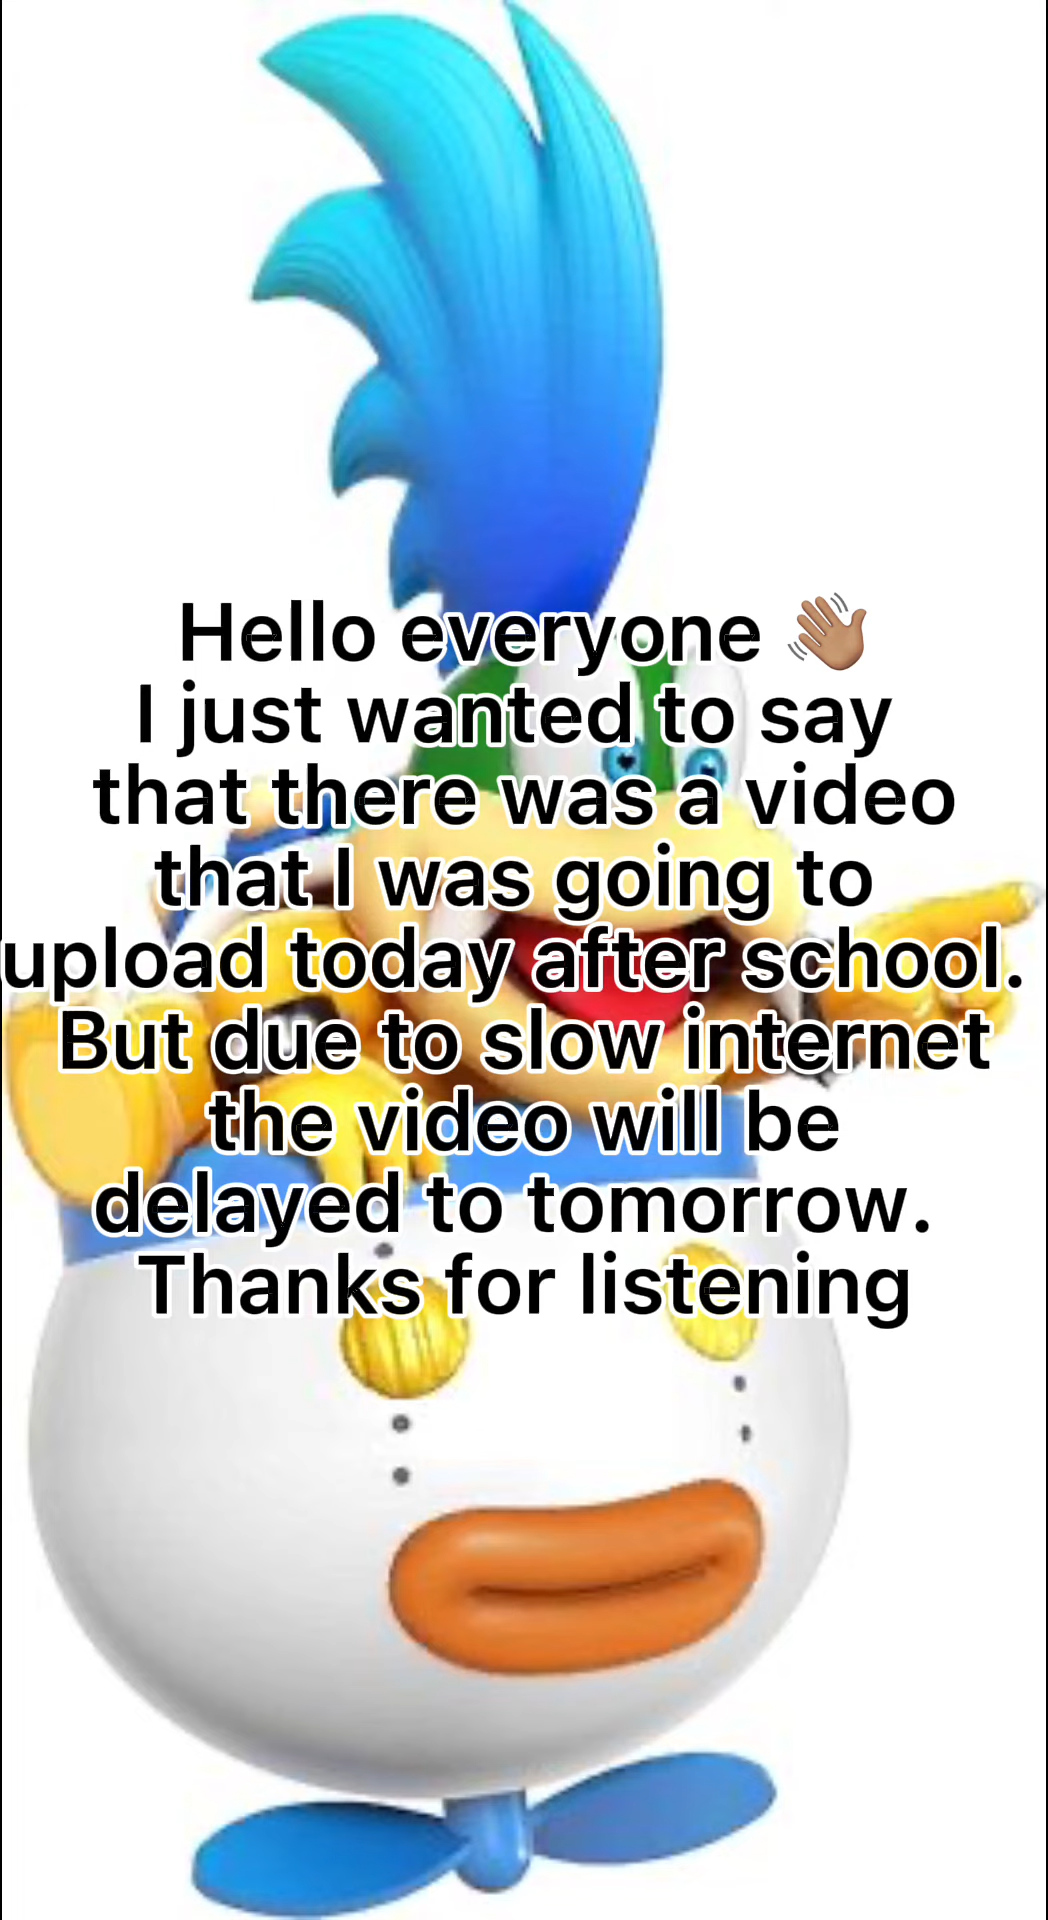 Hello everyone 👋🏽
I just wanted to say
that there was a video
that I was going to
upload today after school.
But due to slow internet
the video will be
delayed to tomorrow.
Thanks for listening